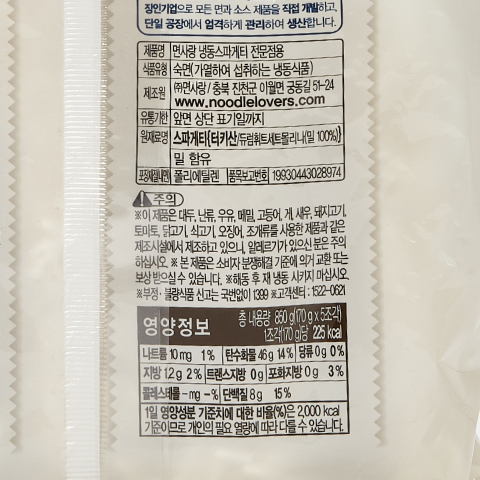 장인기업으로 모든 면과 소스 제품을 직접 개발하고,
단일 공장에서 엄격하게 관리하여 생산합니다.
제품명 면사랑 냉동스파게티 전문점용
식품유형 숙면(가열하여 섭취하는 냉동식품)
제조원 ㈜면사랑/충북 진천군 이월면 궁동길 51-24
www.noodlelovers.com
유통기한 앞면 상단 표기일까지
원재료명 스파게티{터키산/듀럼휘트세트몰리나(밀 100%)}
밀 함유
포장재질(내면) 폴리에틸렌 품목보고번호 19930443028974
주의
※이 제품은 대두, 난류, 우유, 메밀, 고등어, 게, 새우, 돼지고기,
토마토, 닭고기, 쇠고기, 오징어, 조개류를 사용한 제품과 같은
제조시설에서 제조하고 있으니, 알레르기가 있으신 분은 주의
하십시오. ※ 본 제품은 소비자 분쟁해결 기준에 의거 교환 또는
보상 받으실 수 있습니다. ※해동 후 재 냉동 시키지 마십시오.
※부정·불량식품 신고는 국번없이 1399 ※고객센터 : 1522-0621
영양정보 총 내용량 850 g(170 g x 5조각)
1조각(170 g)당 225 kcal
나트륨 10 mg 1% 탄수화물 46 g 14% 당류 0 g 0%
지방 1.2 g 2% 트랜스지방 0 g 포화지방 0 g 3%
콜레스테롤 - mg -% 단백질 8 g 15%
1일 영양성분 기준치에 대한 비율(%)은 2,000 kcal
기준이므로 개인의 필요 열량에 따라 다를 수 있습니다.